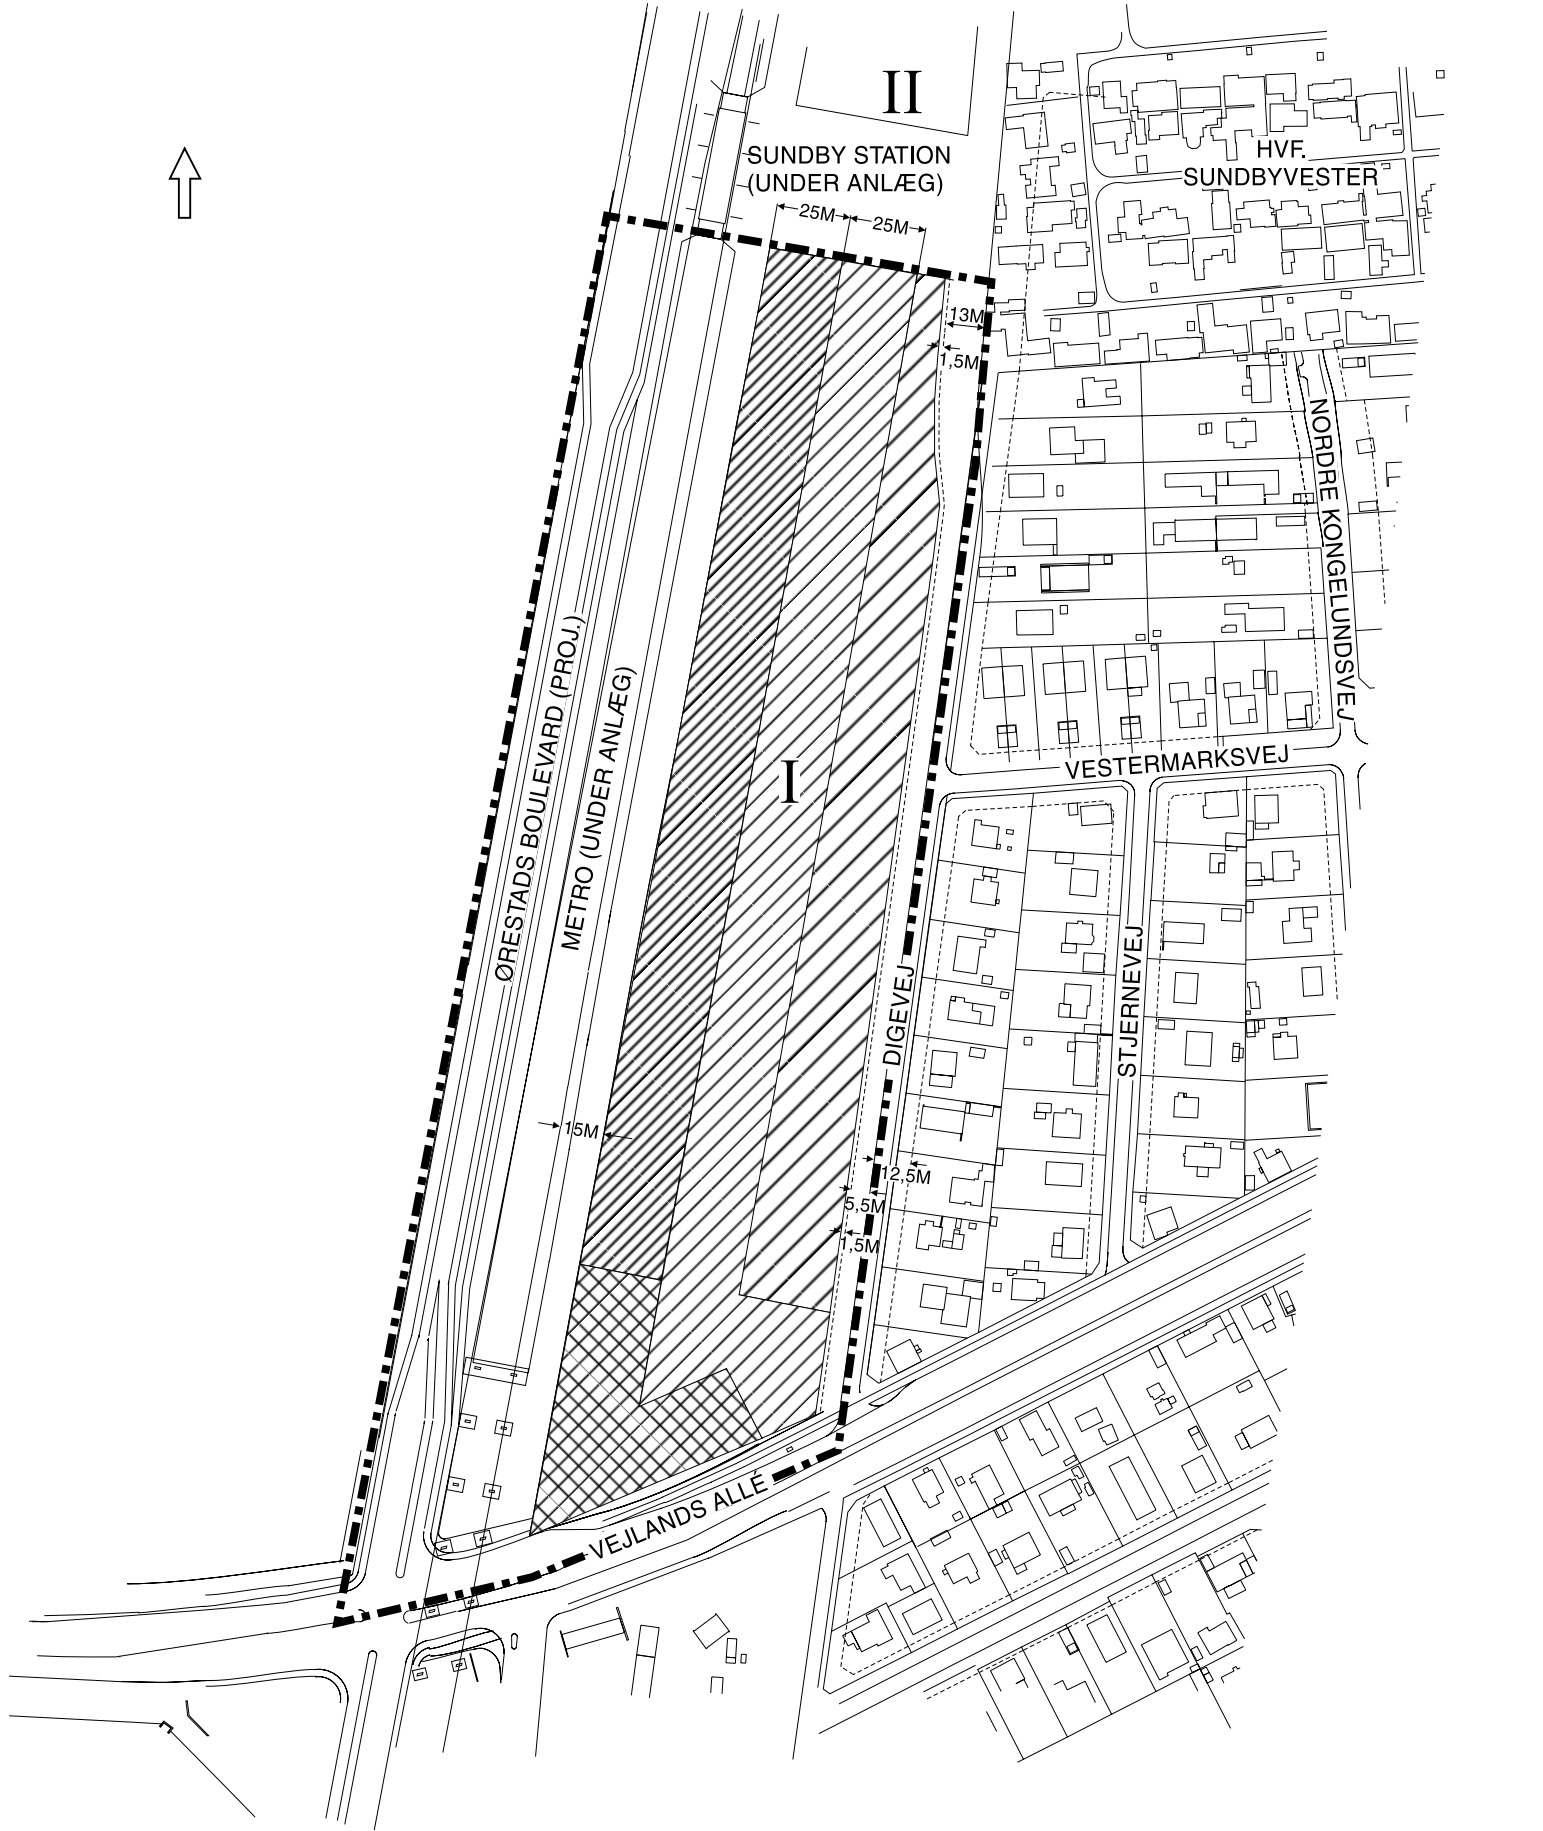 II
SUNDBY STATION
(UNDER ANLÆG)
HVF.
SUNDBYVESTER
25M
25M
13M
1,5M
NORDRE KONGELUNDSVEJ
ØRESTADS BOULEVARD (PROJ.)
METRO (UNDER ANLÆG)
I
VESTERMARKSVEJ
DIGEVEJ
STJERNEVEJ
15M
12,5M
5,5M
1,5M
VEJLANDS ALLÉ